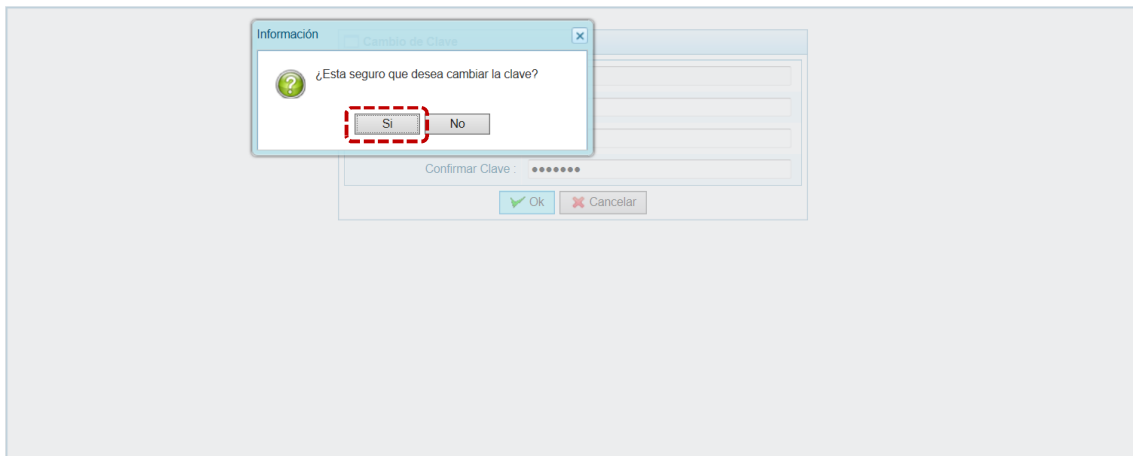 Información
Cambio de Clave
¿Esta seguro que desea cambiar la clave?
Si
No
Confirmar Clave :
Ok
Cancelar